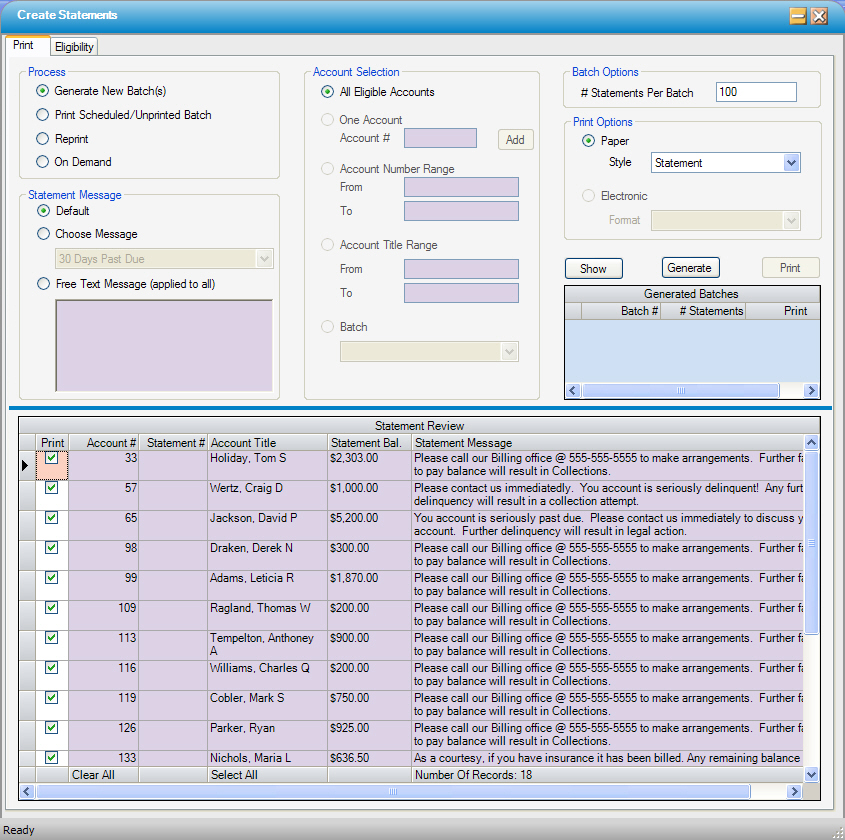 Create Statements
Print
Eligibility
Process
Generate New Batch(s)
Print Scheduled/Unprinted Batch
Reprint
On Demand
Statement Message
Default
Choose Message
30 Days Past Due
Free Text Message (applied to all)
Account Selection
All Eligible Accounts
One Account
Account # Add
Account Number Range
From
To
Account Title Range
From
To
Batch
Batch Options
# Statements Per Batch 100
Print Options
Paper
Style Statement
Electronic
Format
Show Generate Print
Generated Batches
Batch # # Statements Print
Statement Review
Print Account # Statement # Account Title Statement Bal. Statement Message
33 Holiday, Tom S $2,303.00 Please call our Billing office @ 555-555-5555 to make arrangements. Further
to pay balance will result in Collections.
57 Wertz, Craig D $1,000.00 Please contact us immediatedly. You account is seriously delinquent! Any
delinquency will result in a collection attempt.
65 Jackson, David P $5,200.00 You account is seriously past due. Please contact us immediately to discuss
account. Further delinquency will result in legal action.
98 Draken, Derek N $300.00 Please call our Billing office @ 555-555-5555 to make arrangements. Further
to pay balance will result in Collections.
99 Adams, Leticia R $1,870.00 Please call our Billing office @ 555-555-5555 to make arrangements. Further
to pay balance will result in Collections.
109 Ragland, Thomas W $200.00 Please call our Billing office @ 555-555-5555 to make arrangements. Further
to pay balance will result in Collections.
113 Tempelton, Anthoney $900.00 Please call our Billing office @ 555-555-5555 to make arrangements. Further
A to pay balance will result in Collections.
116 Williams, Charles Q $200.00 Please call our Billing office @ 555-555-5555 to make arrangements. Further
to pay balance will result in Collections.
119 Cobler, Mark S $750.00 Please call our Billing office @ 555-555-5555 to make arrangements. Further
to pay balance will result in Collections.
126 Parker, Ryan $925.00 Please call our Billing office @ 555-555-5555 to make arrangements. Further
to pay balance will result in Collections.
133 Nichols, Maria L $636.50 As a courtesy, if you have insurance it has been billed. Any remaining balance
Clear All Select All Number Of Records: 18
Ready